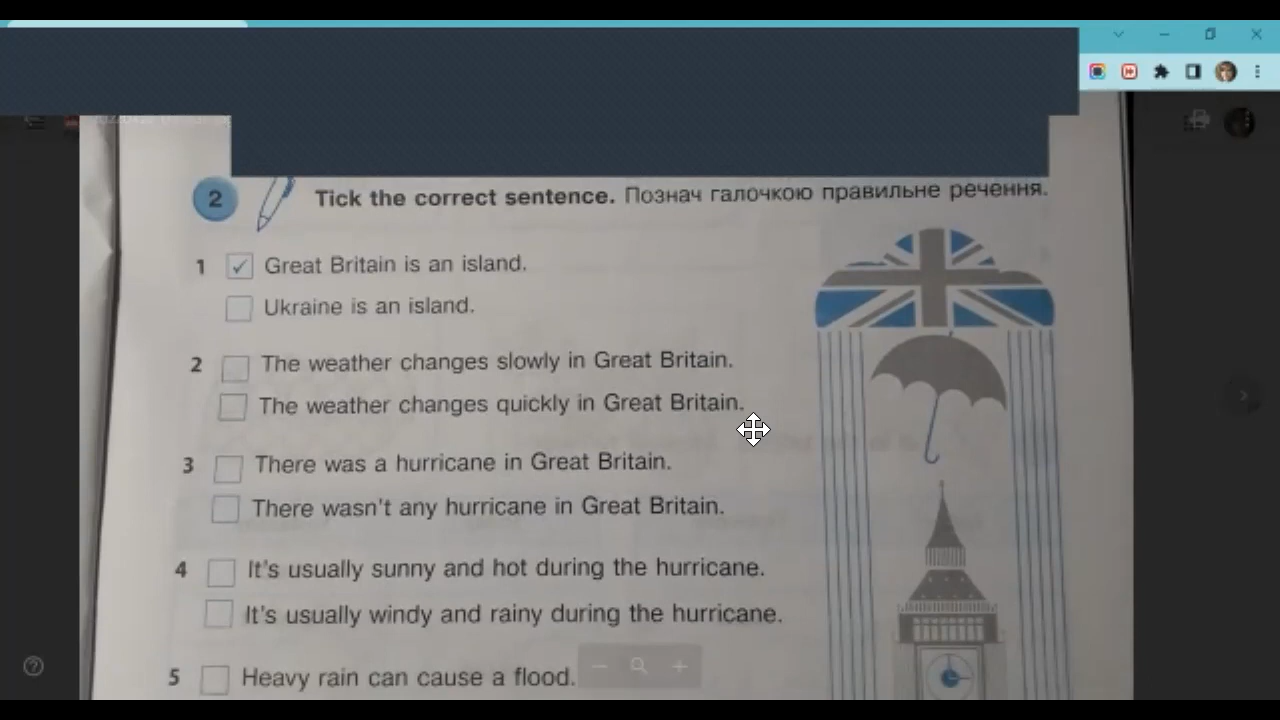 2 Tick the correct sentence. Познач галочкою правильне речення.
1 ✓ Great Britain is an island.
Ukraine is an island.
2 The weather changes slowly in Great Britain.
The weather changes quickly in Great Britain.
3 There was a hurricane in Great Britain.
There wasn't any hurricane in Great Britain.
4 It's usually sunny and hot during the hurricane.
It's usually windy and rainy during the hurricane.
5 Heavy rain can cause a flood.